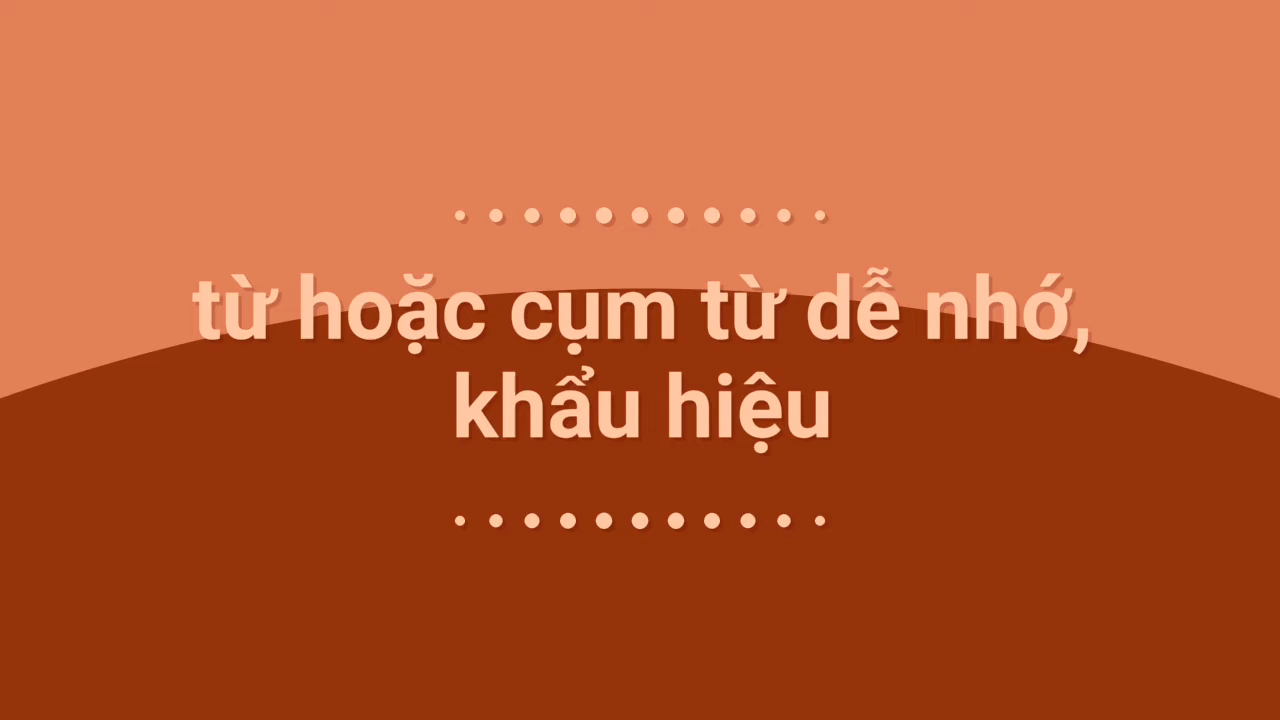 từ hoặc cụm từ dễ nhớ,
khẩu hiệu